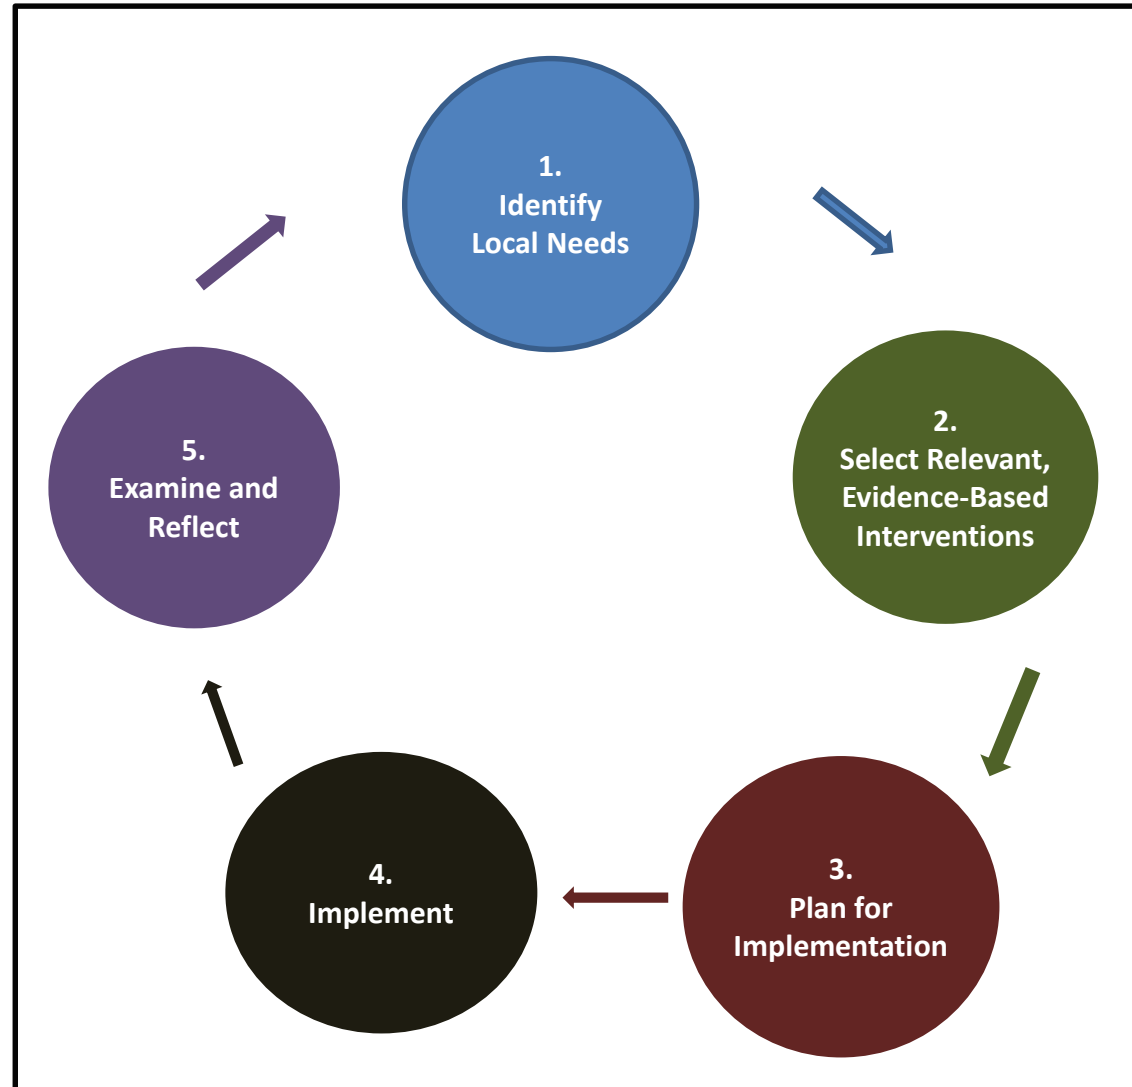 1.
Identify
Local Needs
2.
Select Relevant,
Evidence-Based
Interventions
3.
Plan for
Implementation
4.
Implement
5.
Examine and
Reflect